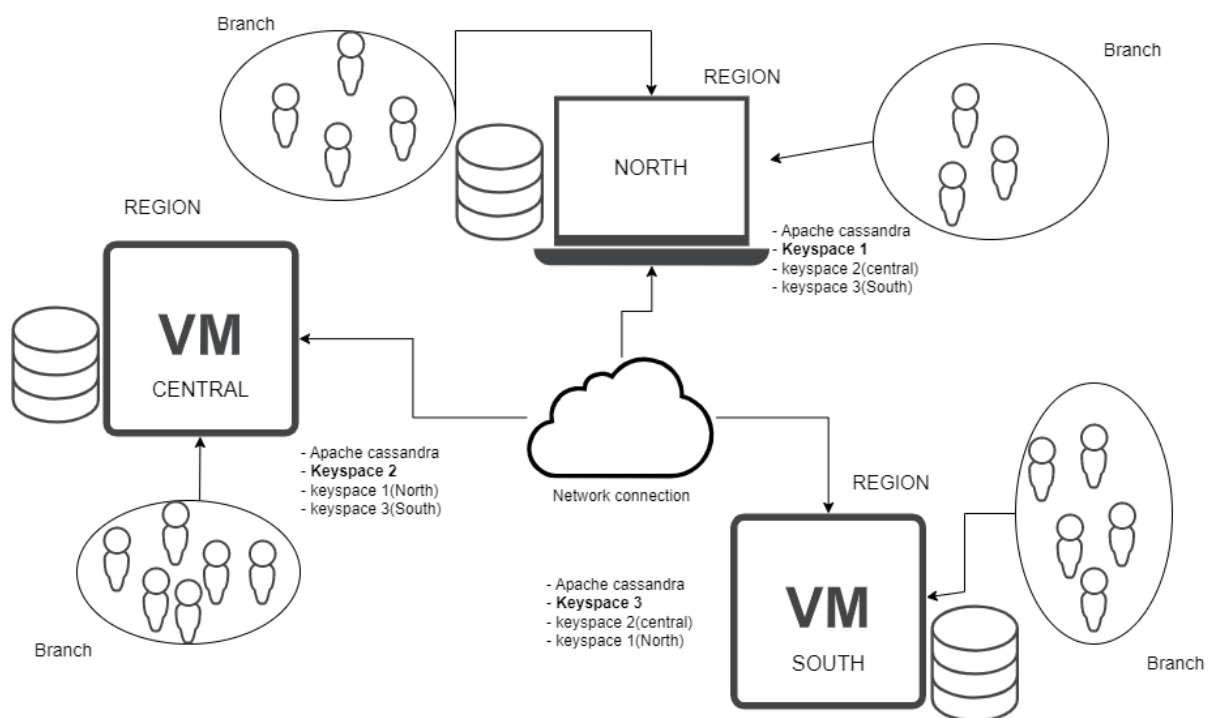 Branch
Branch
REGION
NORTH
- Apache cassandra
- Keyspace 1
- keyspace 2(central)
- keyspace 3(South)
REGION
VM
CENTRAL
- Apache cassandra
- Keyspace 2
- keyspace 1(North)
- keyspace 3(South)
Network connection
Branch
REGION
- Apache cassandra
- Keyspace 3
- keyspace 2(central)
- keyspace 1(North)
VM
SOUTH
Branch